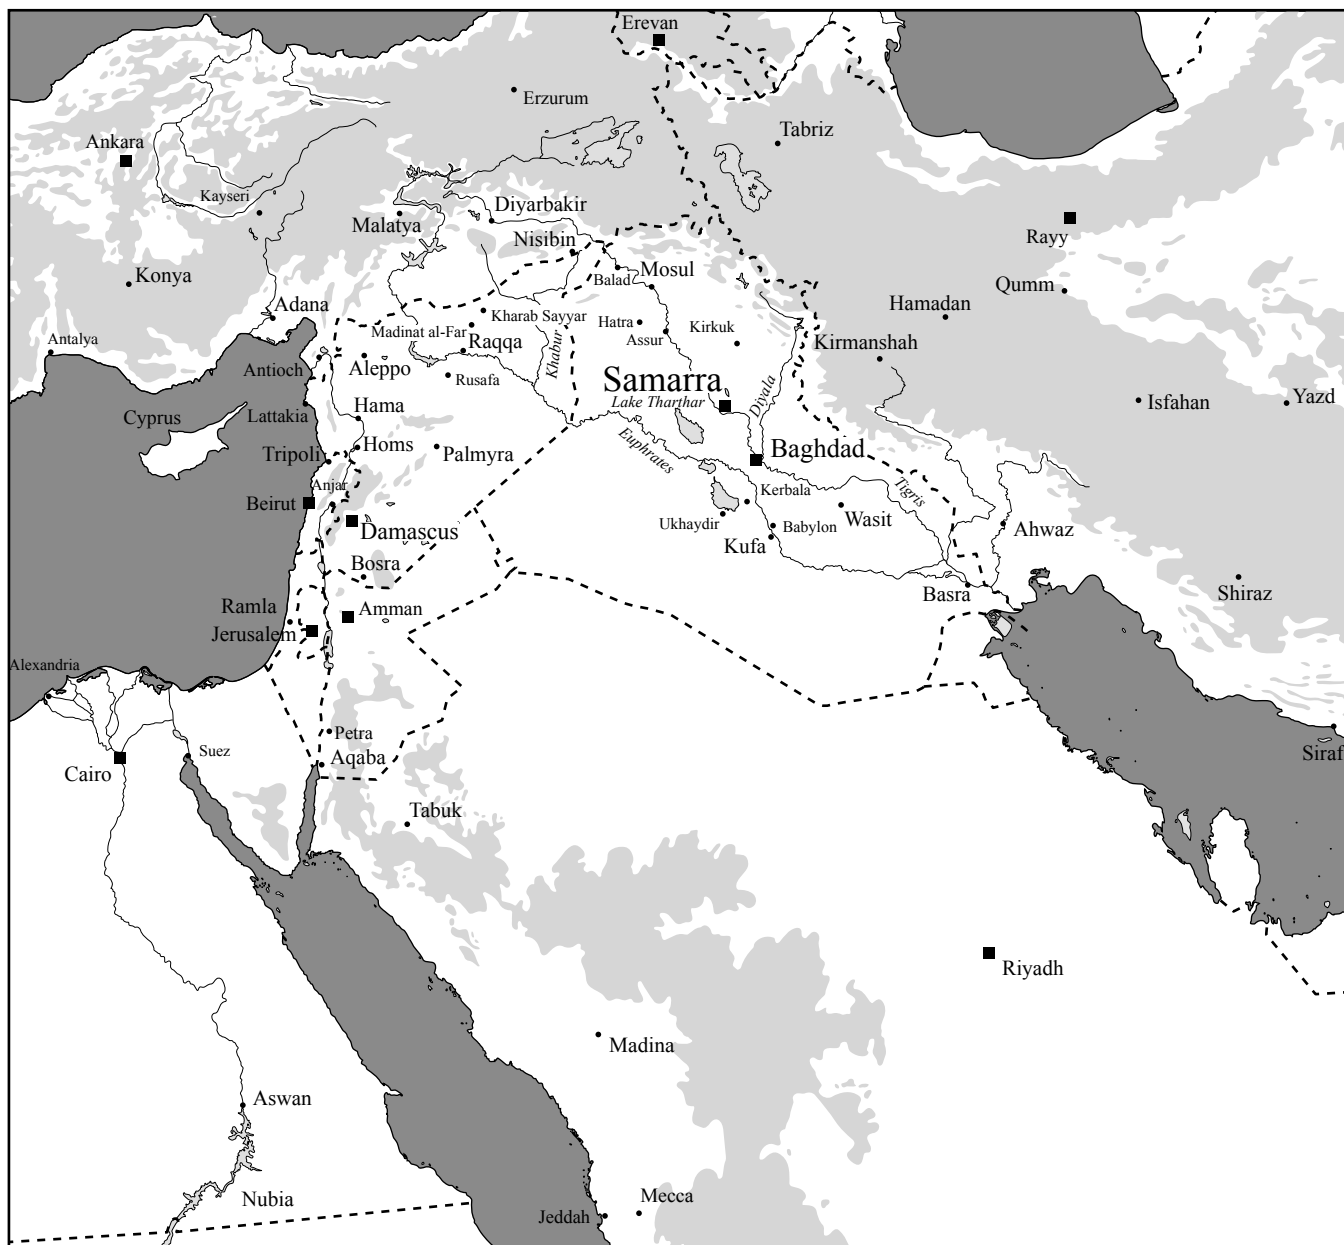 Erevan
Erzurum
Tabriz
Ankara
Kayseri
Diyarbakir
Malatya
Rayy
Nisibin
Konya
Balad
Mosul
Qumm
Adana
Hamadan
Kharab Sayyar
Madinat al-Far
Hatra
Kirkuk
Antalya
Raqqa
Assur
Kirmanshah
Khabur
Antioch
Aleppo
Rusafa
Samarra
Lake Tharthar
Diyala
Yazd
Isfahan
Cyprus
Lattakia
Hama
Euphrates
Tripoli
Homs
Palmyra
Baghdad
Anjar
Kerbala
Tigris
Beirut
Wasit
Ukhaydir
Babylon
Damascus
Kufa
Ahwaz
Bosra
Basra
Shiraz
Ramla
Amman
Jerusalem
Alexandria
Petra
Suez
Aqaba
Siraf
Cairo
Tabuk
Riyadh
Madina
Aswan
Nubia
Mecca
Jeddah